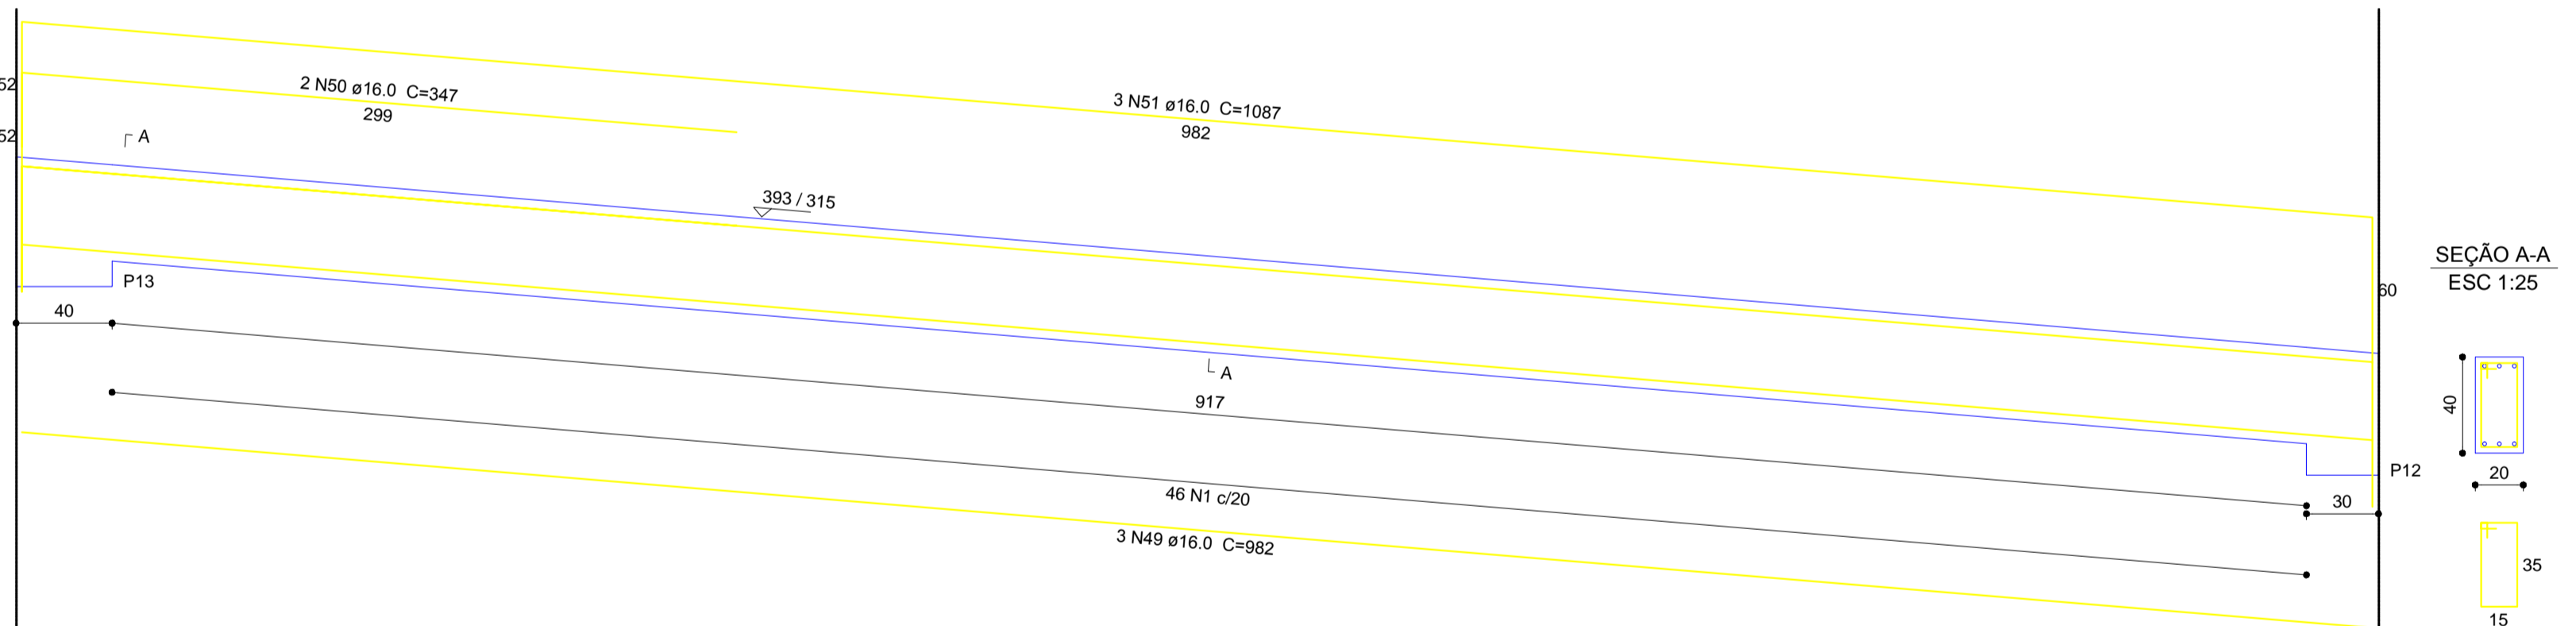 52
2 N50 ø16.0 C=347
299
3 N51 ø16.0 C=1087
982
52
A
393 / 315
P13
40
60
SEÇÃO A-A
ESC 1:25
A
917
40
20
P12
46 N1 c/20
30
3 N49 ø16.0 C=982
35
15